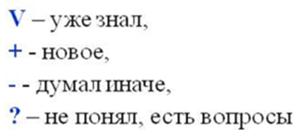 V – уже знал,
+ - новое,
- - думал иначе,
? – не понял, есть вопросы